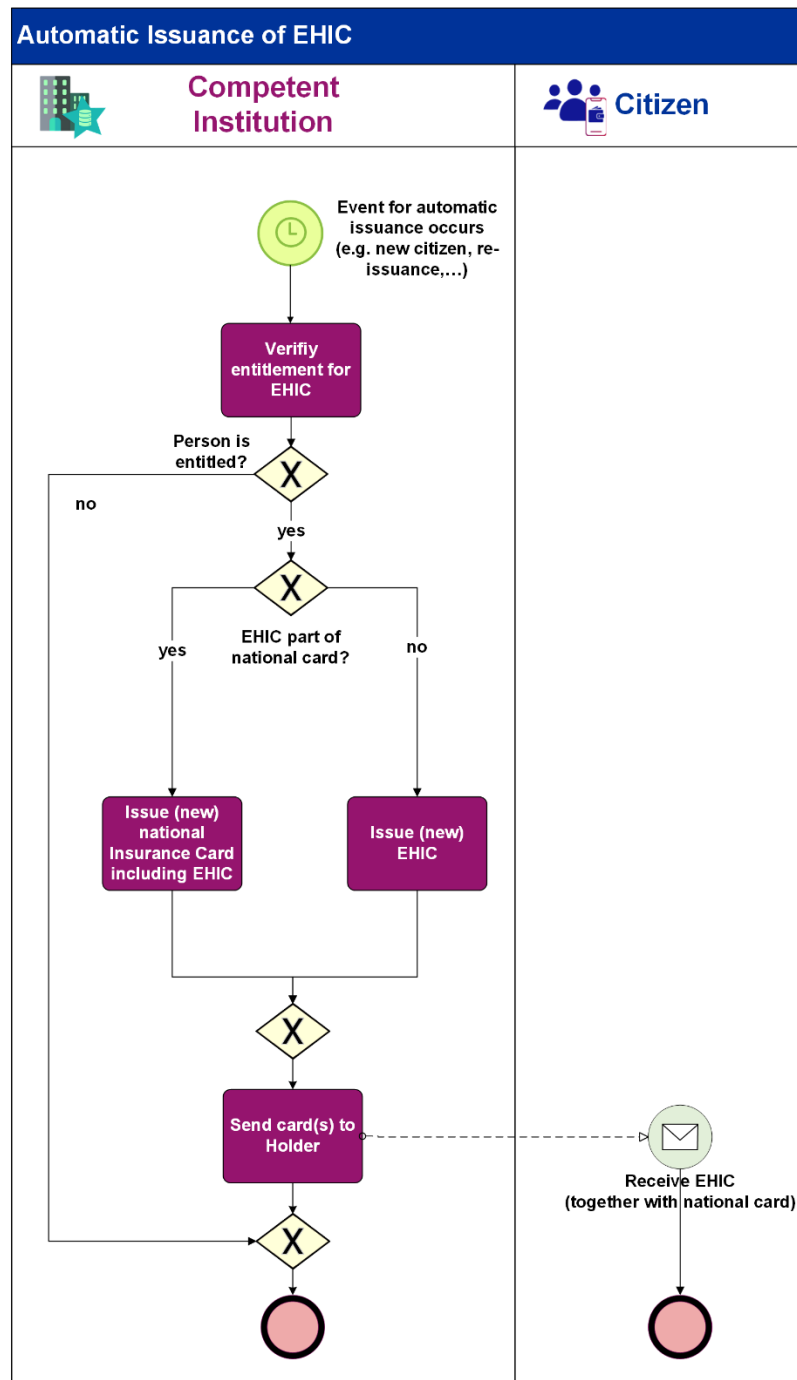 Automatic Issuance of EHIC
Competent
Institution
Citizen
Event for automatic
issuance occurs
(e.g. new citizen, re-
issuance,...)
Verifiy
entitlement for
EHIC
Person is
entitled?
X
no
yes
X
EHIC part of
national card?
yes
no
Issue (new)
national
Insurance Card
including EHIC
Issue (new)
EHIC
X
Send card(s) to
Holder
Receive EHIC
(together with national card)
X